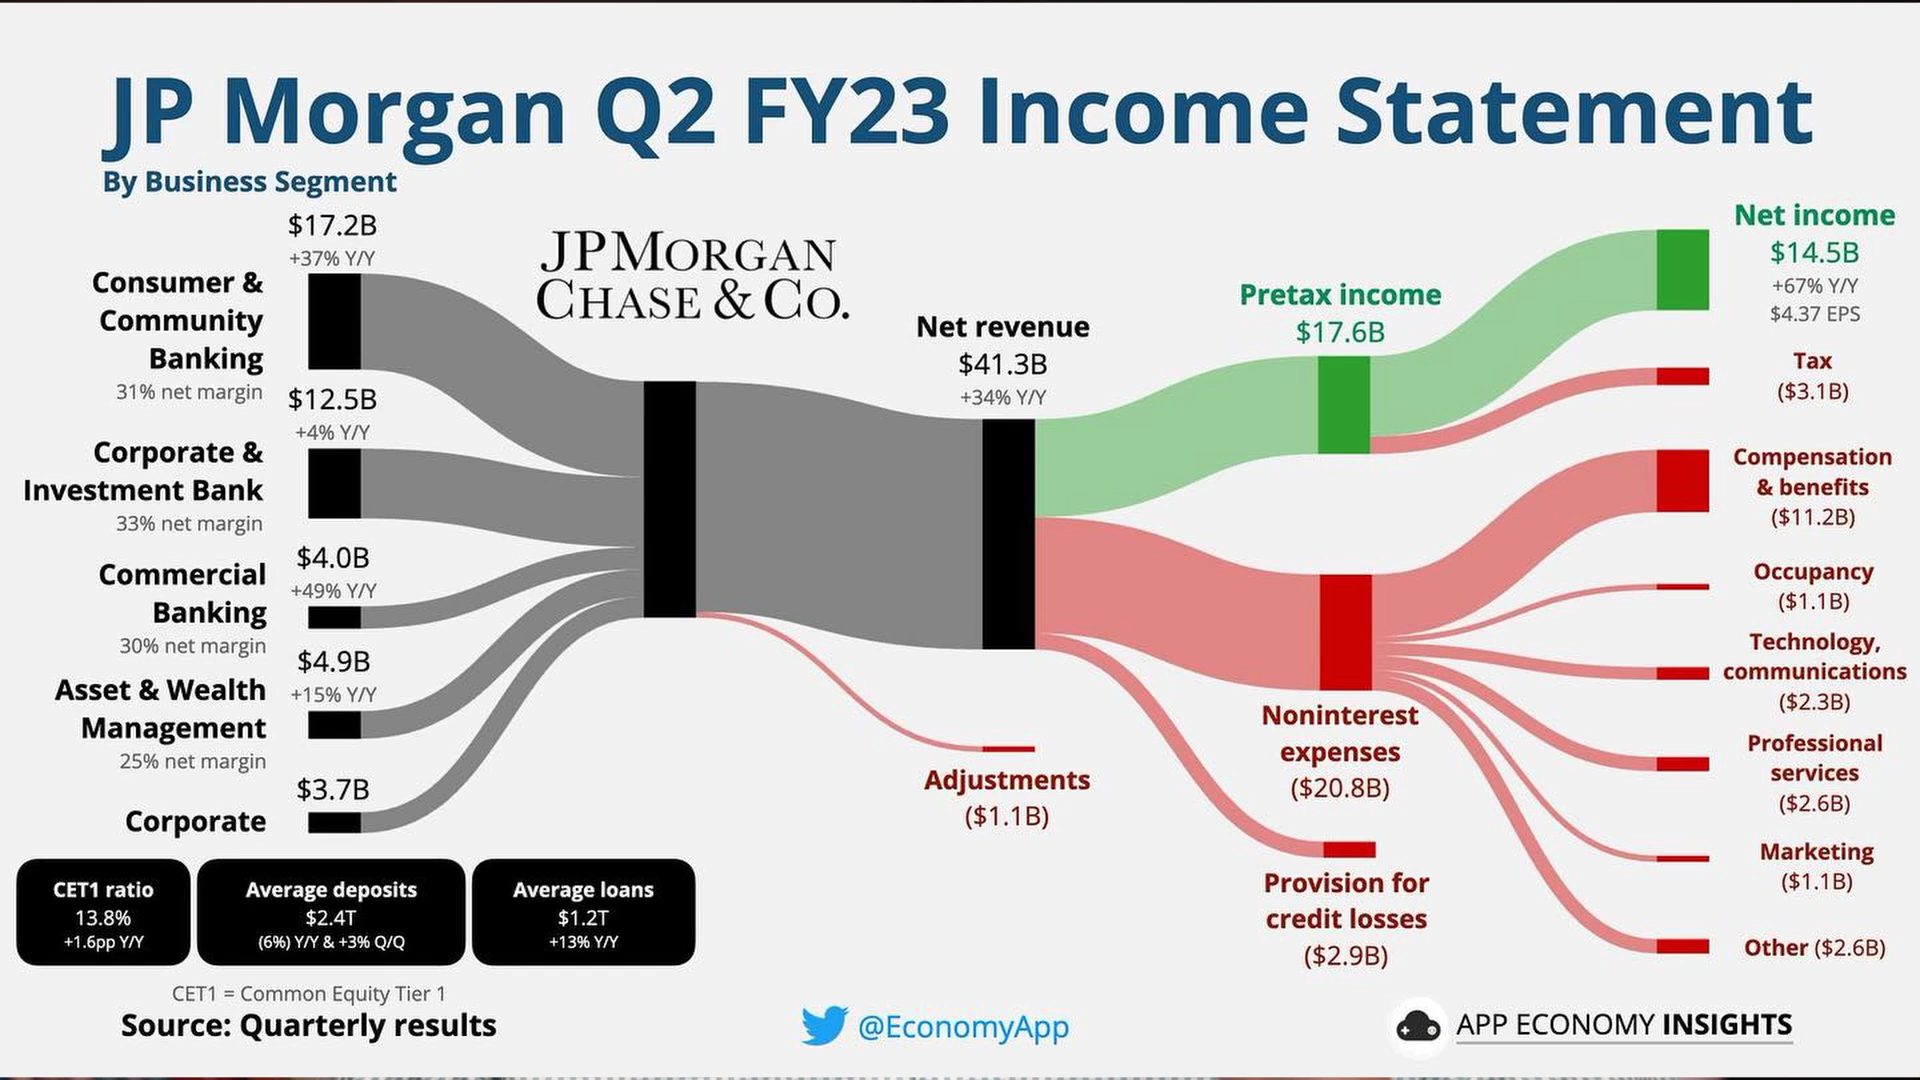 JP Morgan Q2 FY23 Income Statement
By Business Segment
$17.2B
+37% Y/Y
Consumer &
Community
Banking
31% net margin
$12.5B
+4% Y/Y
Corporate &
Investment Bank
33% net margin
$4.0B
+49% Y/Y
Commercial
Banking
30% net margin
$4.9B
+15% Y/Y
Asset & Wealth
Management
25% net margin
$3.7B
Corporate
JPMORGAN
CHASE & CO.
Net revenue
$41.3B
+34% Y/Y
Adjustments
($1.1B)
Pretax income
$17.6B
Noninterest
expenses
($20.8B)
Provision for
credit losses
($2.9B)
Net income
$14.5B
+67% Y/Y
$4.37 EPS
Tax
($3.1B)
Compensation
& benefits
($11.2B)
Occupancy
($1.1B)
Technology,
communications
($2.3B)
Professional
services
($2.6B)
Marketing
($1.1B)
Other ($2.6B)
CET1 ratio
13.8%
+1.6pp Y/Y
Average deposits
$2.4T
(6%) Y/Y & +3% Q/Q
Average loans
$1.2T
+13% Y/Y
CET1 = Common Equity Tier 1
Source: Quarterly results
@EconomyApp
APP ECONOMY INSIGHTS